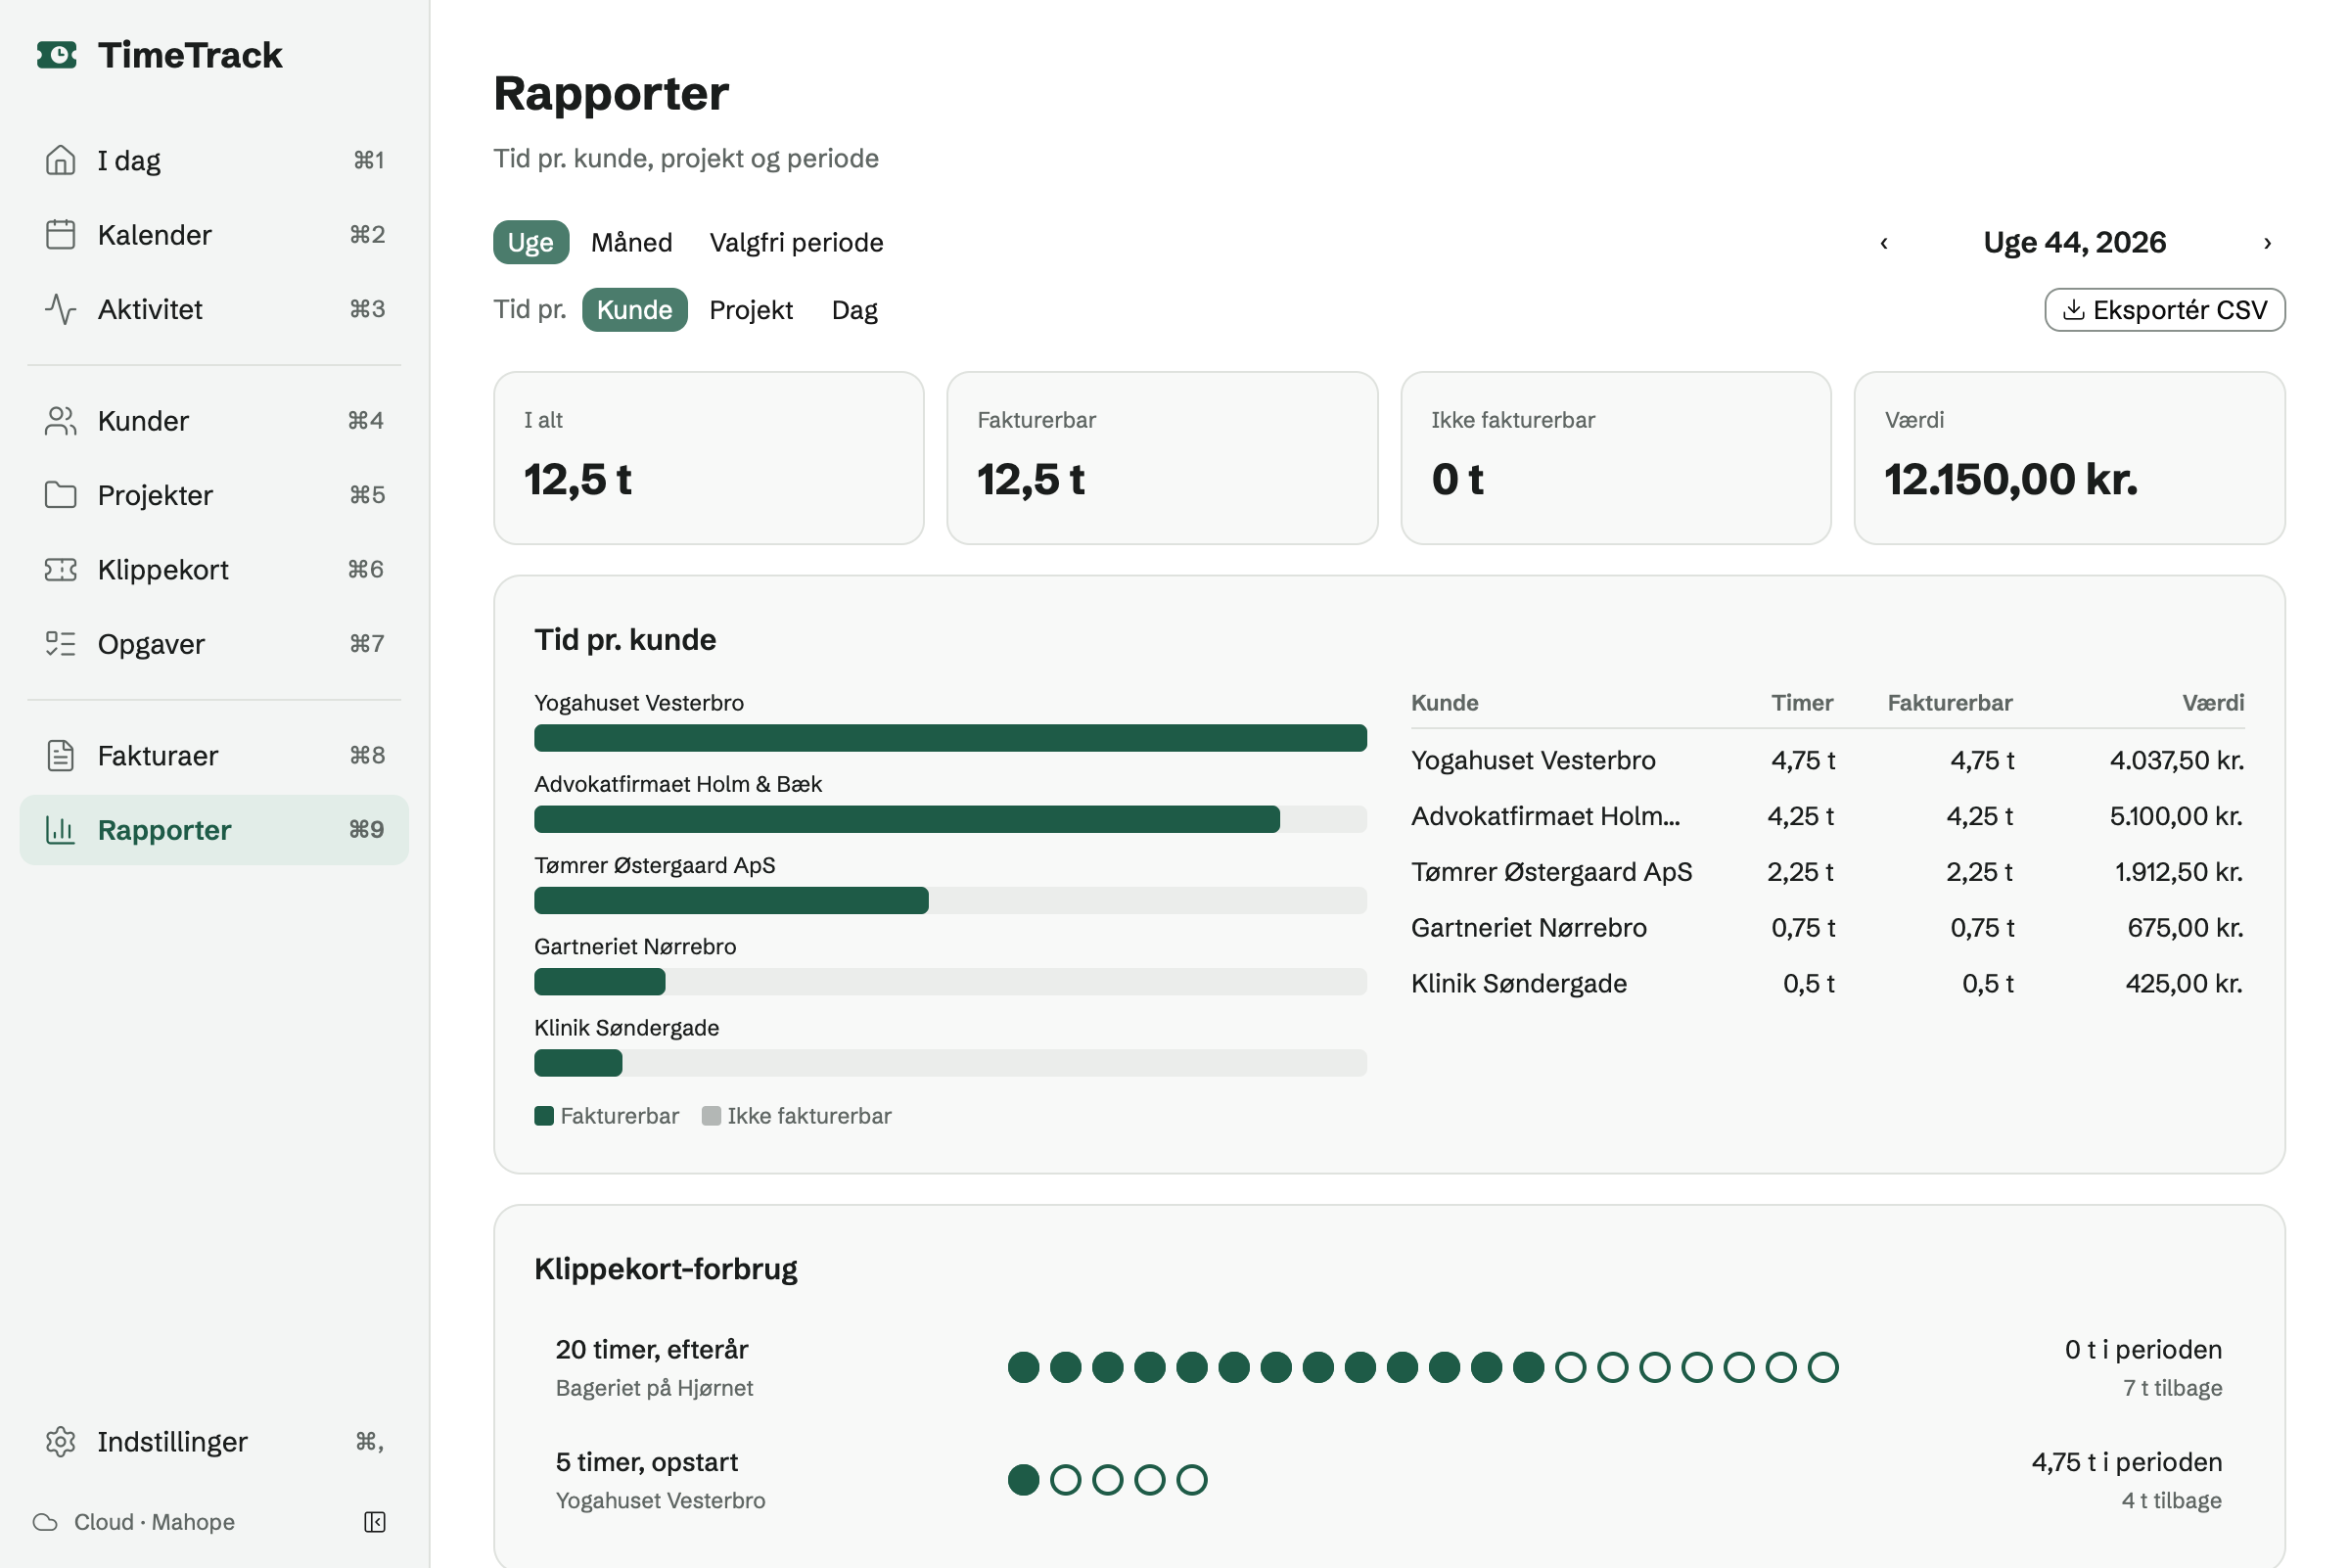 TimeTrack
I dag ⌘1
Kalender ⌘2
Aktivitet ⌘3
Kunder ⌘4
Projekter ⌘5
Klippekort ⌘6
Opgaver ⌘7
Fakturaer ⌘8
Rapporter ⌘9
Indstillinger ⌘,
Cloud · Mahope
Rapporter
Tid pr. kunde, projekt og periode
Uge Måned Valgfri periode ‹ Uge 44, 2026 ›
Tid pr. Kunde Projekt Dag Eksportér CSV
I alt Fakturerbar Ikke fakturerbar Værdi
12,5 t 12,5 t 0 t 12.150,00 kr.
Tid pr. kunde
Yogahuset Vesterbro
Advokatfirmaet Holm & Bæk
Tømrer Østergaard ApS
Gartneriet Nørrebro
Klinik Søndergade
Fakturerbar Ikke fakturerbar
Kunde Timer Fakturerbar Værdi
Yogahuset Vesterbro 4,75 t 4,75 t 4.037,50 kr.
Advokatfirmaet Holm... 4,25 t 4,25 t 5.100,00 kr.
Tømrer Østergaard ApS 2,25 t 2,25 t 1.912,50 kr.
Gartneriet Nørrebro 0,75 t 0,75 t 675,00 kr.
Klinik Søndergade 0,5 t 0,5 t 425,00 kr.
Klippekort-forbrug
20 timer, efterår 0 t i perioden
Bageriet på Hjørnet 7 t tilbage
5 timer, opstart 4,75 t i perioden
Yogahuset Vesterbro 4 t tilbage